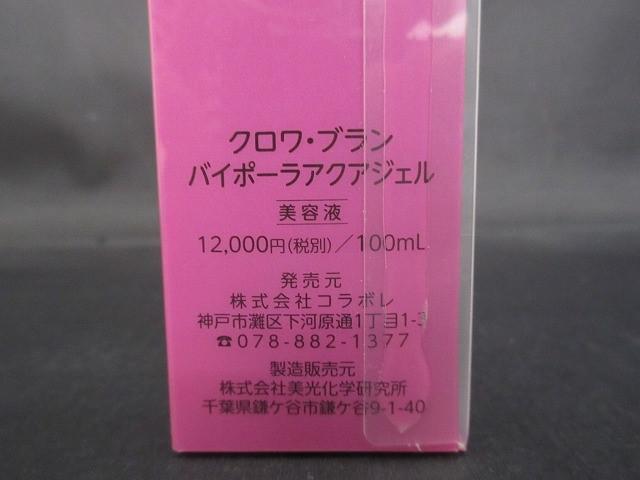 クロワ・ブラン
バイポーラアクアジェル
美容液
12,000円(税別)／100mL
発売元
株式会社コラボレ
神戸市灘区下河原通1丁目1-3
☎078-882-1377
製造販売元
株式会社美光化学研究所
千葉県鎌ケ谷市鎌ケ谷9-1-40